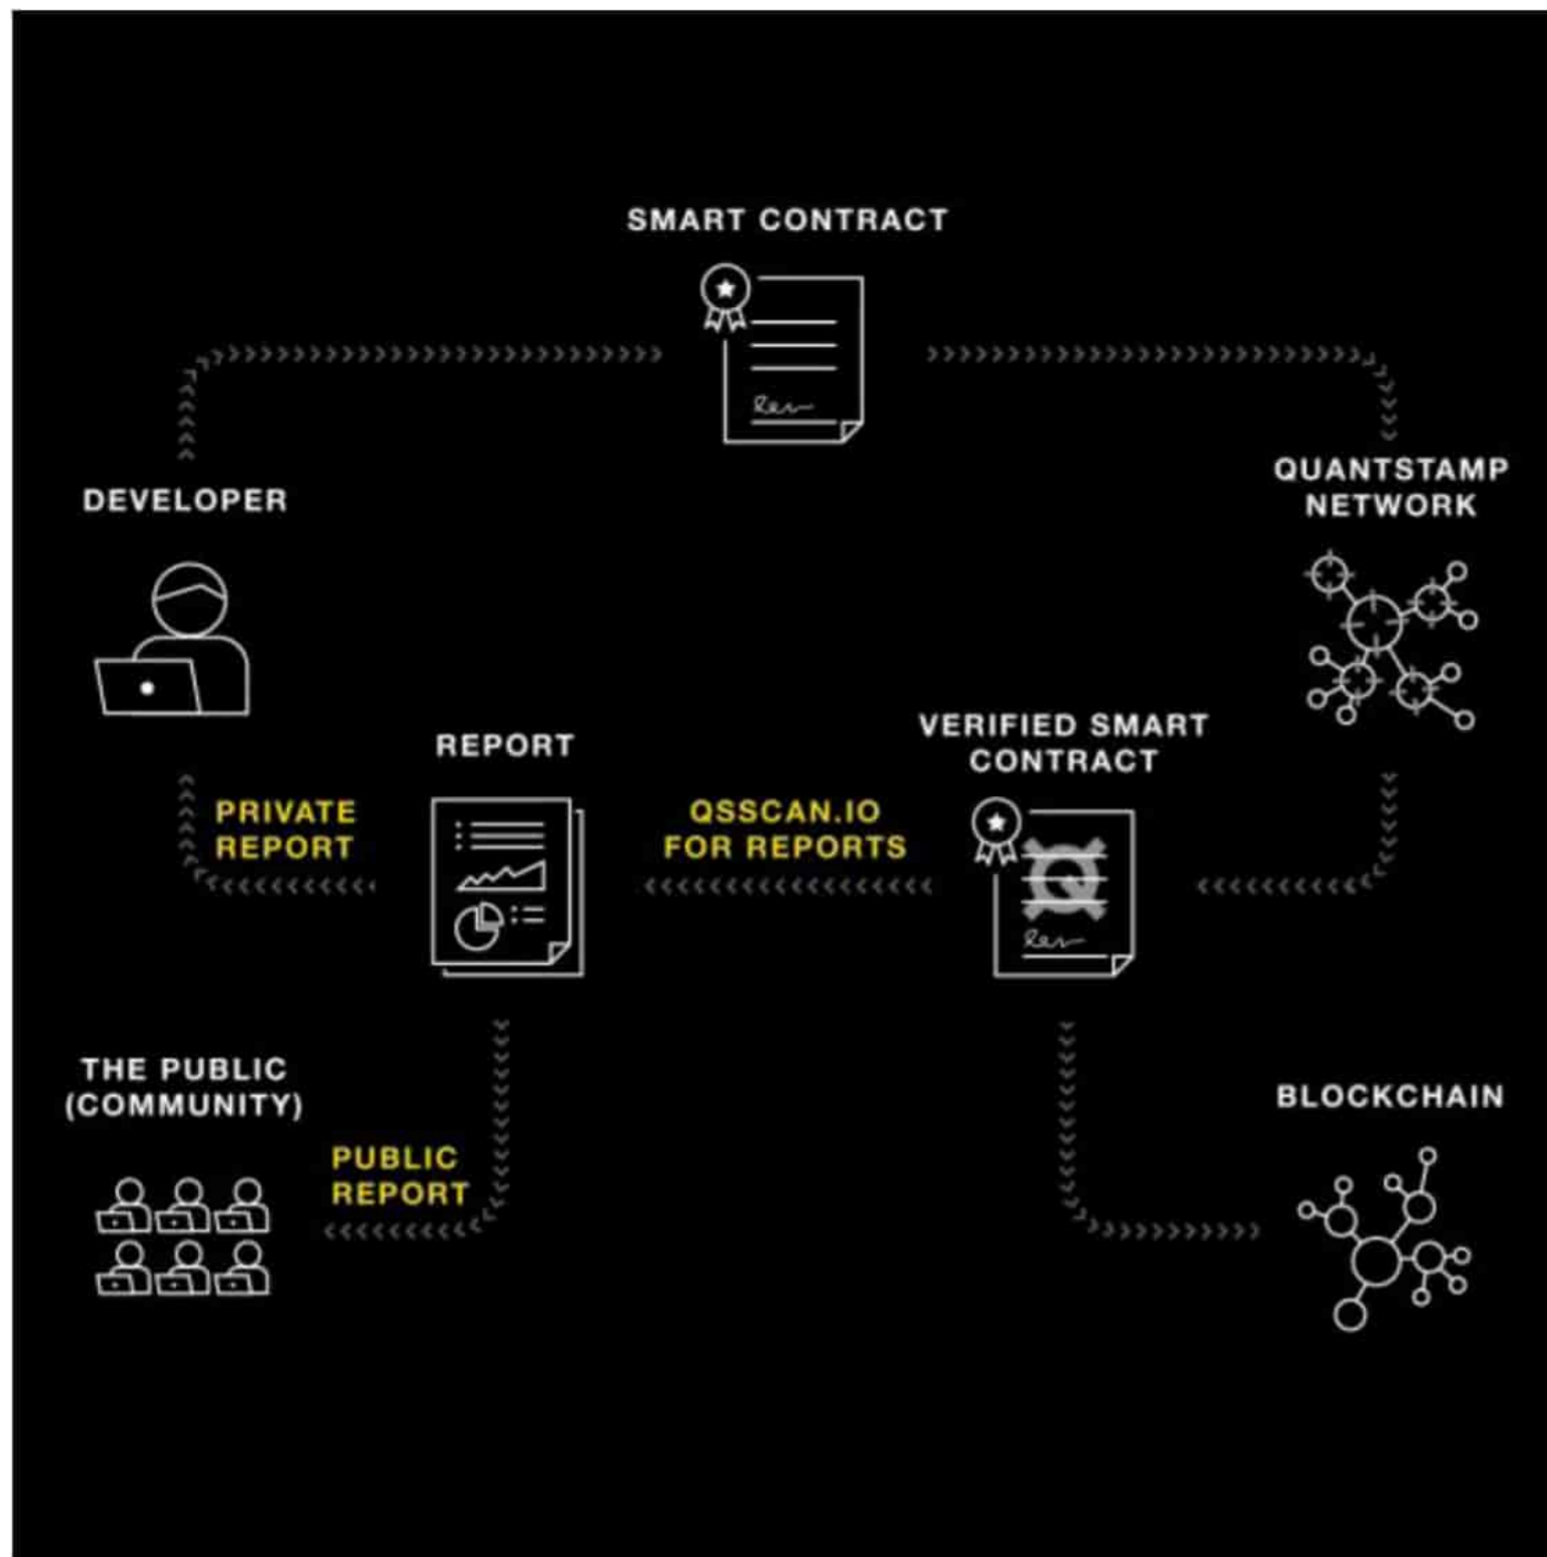 SMART CONTRACT
DEVELOPER
QUANTSTAMP
NETWORK
REPORT
VERIFIED SMART
CONTRACT
PRIVATE
REPORT
QSSCAN.IO
FOR REPORTS
THE PUBLIC
(COMMUNITY)
PUBLIC
REPORT
BLOCKCHAIN